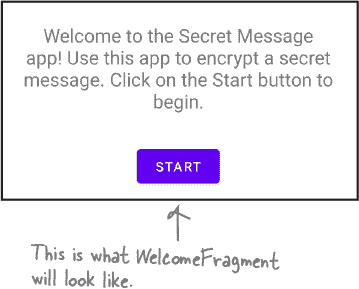 Welcome to the Secret Message
app! Use this app to encrypt a secret
message. Click on the Start button to
begin.
START
This is what WelcomeFragment
will look like.